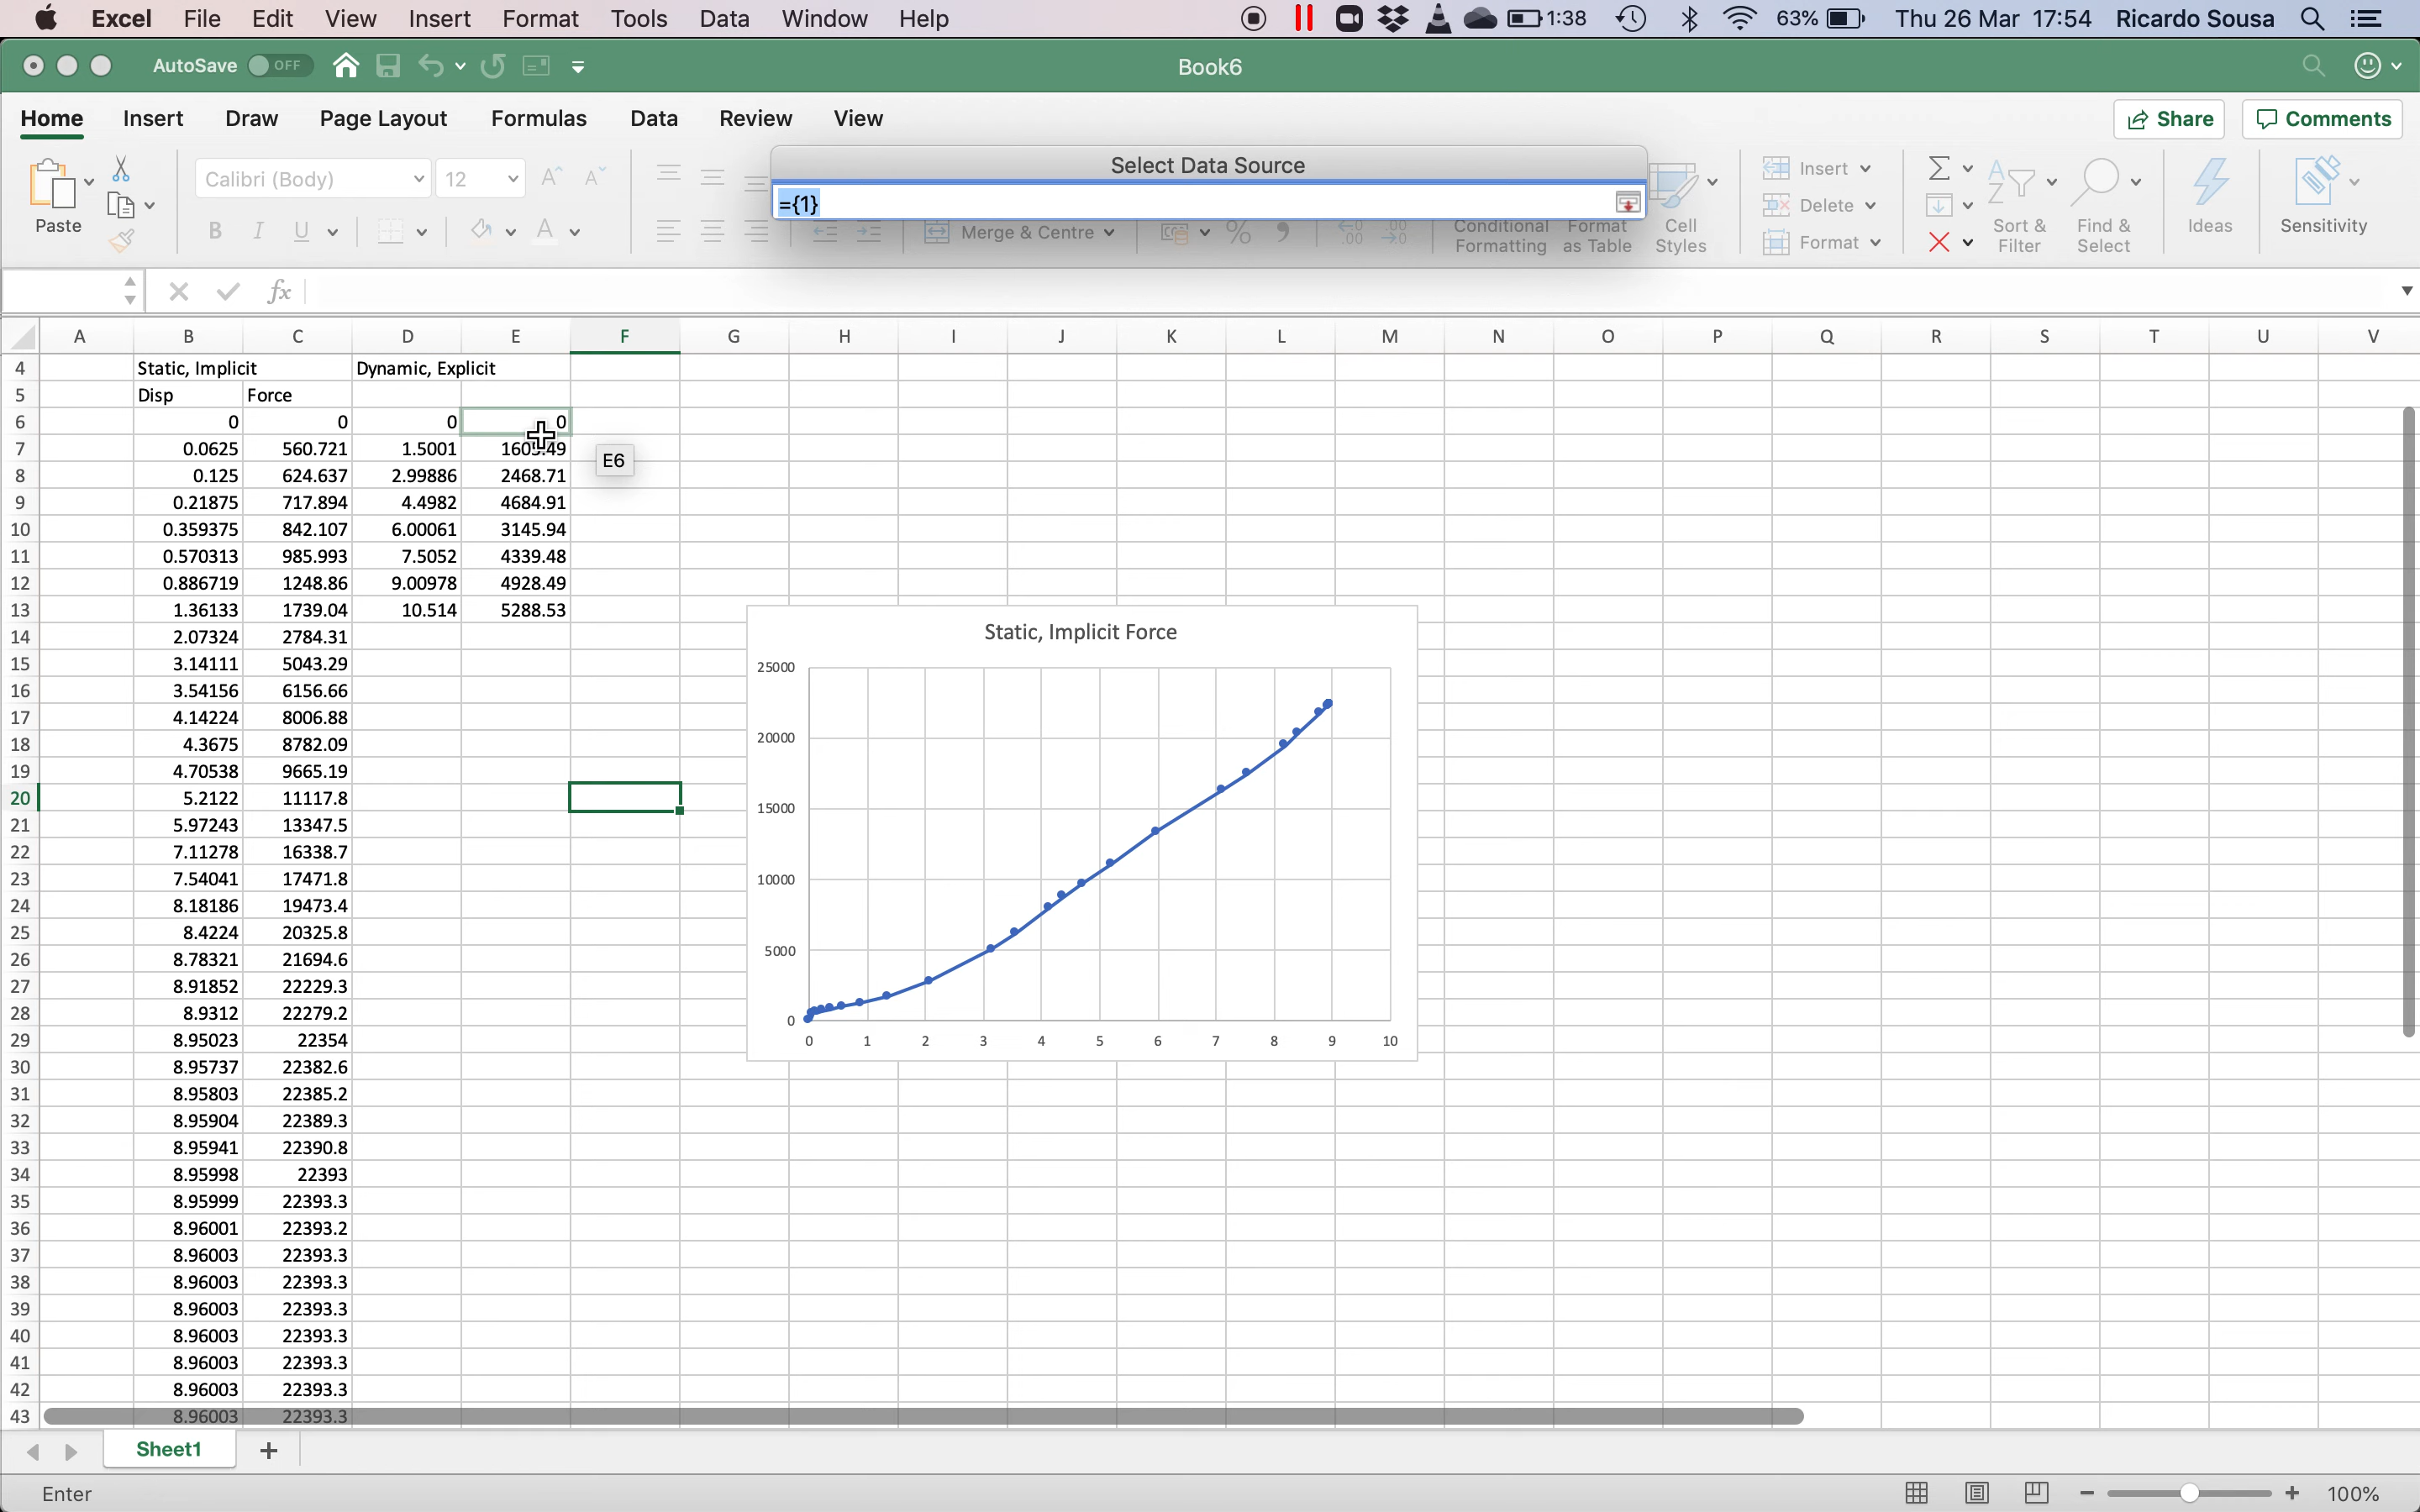 Excel File Edit View Insert Format Tools Data Window Help 1:38 63% Thu 26 Mar 17:54 Ricardo Sousa
AutoSave OFF Book6
Home Insert Draw Page Layout Formulas Data Review View Share Comments
Select Data Source
={1}
Paste
Calibri (Body) 12
B I U A
Merge & Centre
Conditional Formatting
Format as Table
Cell Styles
Insert
Delete
Format
Sort & Filter
Find & Select
Ideas
Sensitivity
fx
A B C D E F G H I J K L M N O P Q R S T U V
4 Static, Implicit Dynamic, Explicit
5 Disp Force
6 0 0 0 0
7 0.0625 560.721 1.5001
E6
8 0.125 624.637 2.99886 2468.71
9 0.21875 717.894 4.4982 4684.91
10 0.359375 842.107 6.00061 3145.94
11 0.570313 985.993 7.5052 4339.48
12 0.886719 1248.86 9.00978 4928.49
13 1.36133 1739.04 10.514 5288.53
14 2.07324 2784.31
15 3.14111 5043.29
16 3.54156 6156.66
17 4.14224 8006.88
18 4.3675 8782.09
19 4.70538 9665.19
20 5.2122 11117.8
21 5.97243 13347.5
22 7.11278 16338.7
23 7.54041 17471.8
24 8.18186 19473.4
25 8.4224 20325.8
26 8.78321 21694.6
27 8.91852 22229.3
28 8.9312 22279.2
29 8.95023 22354
30 8.95737 22382.6
31 8.95803 22385.2
32 8.95904 22389.3
33 8.95941 22390.8
34 8.95998 22393
35 8.95999 22393.3
36 8.96001 22393.2
37 8.96003 22393.3
38 8.96003 22393.3
39 8.96003 22393.3
40 8.96003 22393.3
41 8.96003 22393.3
42 8.96003 22393.3
43 8.96003 22393.3
Static, Implicit Force
25000
20000
15000
10000
5000
0
0 1 2 3 4 5 6 7 8 9 10
Sheet1
Enter 100%